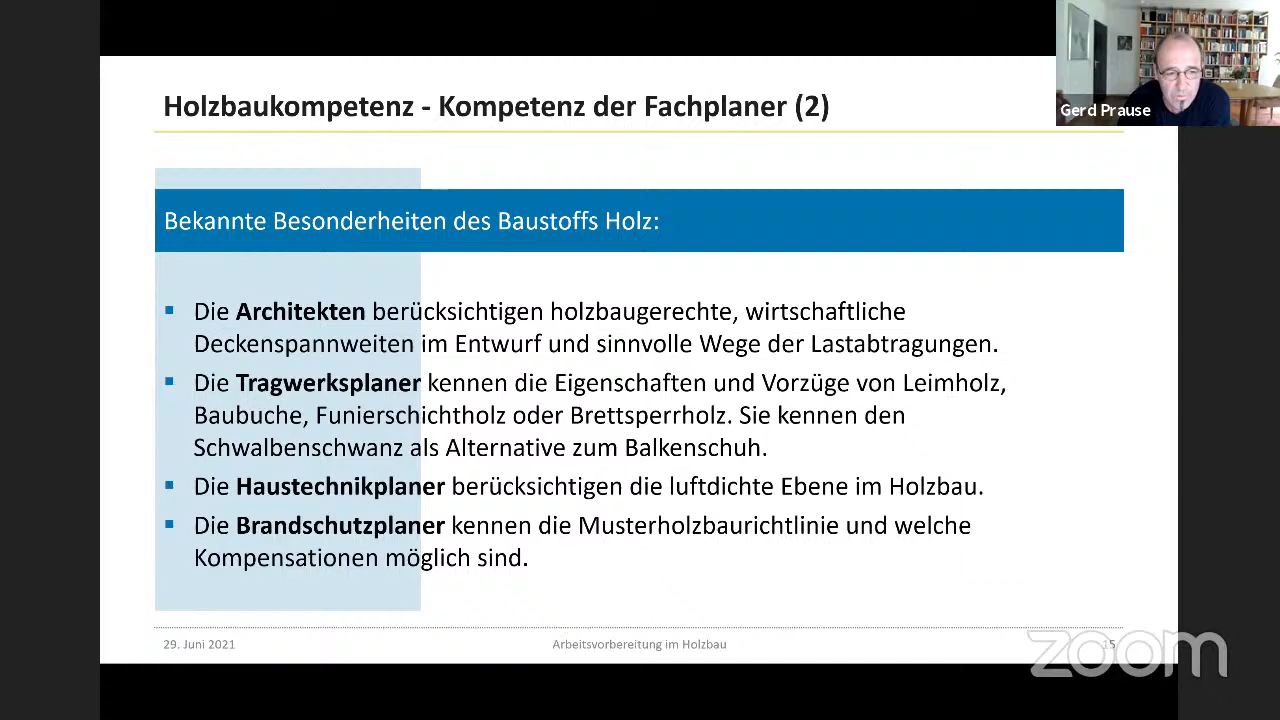 Holzbaukompetenz - Kompetenz der Fachplaner (2)
Gerd Prause
Bekannte Besonderheiten des Baustoffs Holz:
Die Architekten berücksichtigen holzbaugerechte, wirtschaftliche
Deckenspannweiten im Entwurf und sinnvolle Wege der Lastabtragungen.
Die Tragwerksplaner kennen die Eigenschaften und Vorzüge von Leimholz,
Baubuche, Funierschichtholz oder Brettsperrholz. Sie kennen den
Schwalbenschwanz als Alternative zum Balkenschuh.
Die Haustechnikplaner berücksichtigen die luftdichte Ebene im Holzbau.
Die Brandschutzplaner kennen die Musterholzbaurichtlinie und welche
Kompensationen möglich sind.
29. Juni 2021
Arbeitsvorbereitung im Holzbau
15
zoom